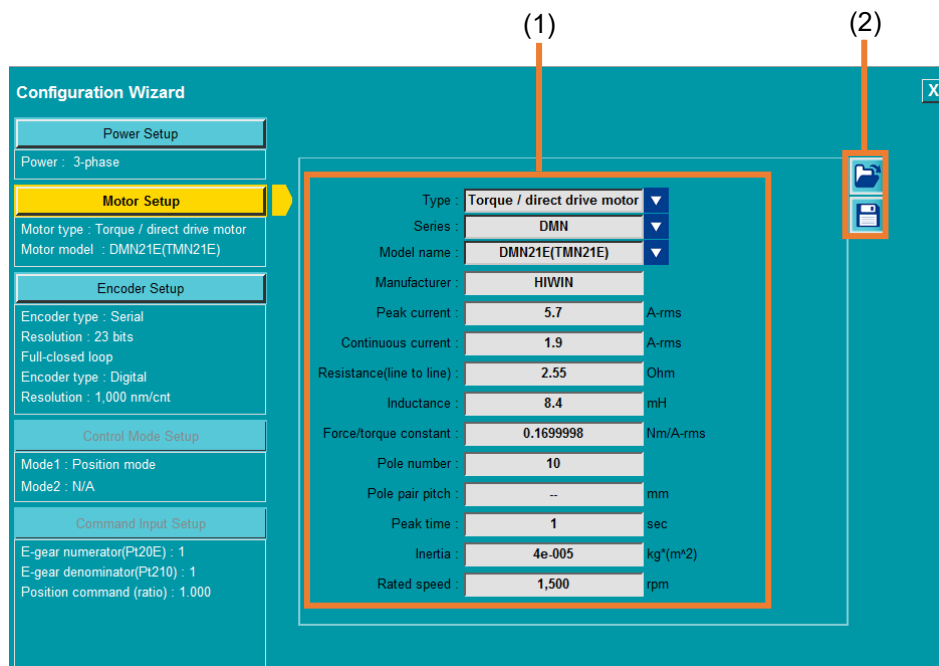 (1)
(2)
Configuration Wizard
X
Power Setup
Power : 3-phase
Motor Setup
Motor type : Torque / direct drive motor
Motor model : DMN21E(TMN21E)
Encoder Setup
Encoder type : Serial
Resolution : 23 bits
Full-closed loop
Encoder type : Digital
Resolution : 1,000 nm/cnt
Control Mode Setup
Mode1 : Position mode
Mode2 : N/A
Command Input Setup
E-gear numerator(Pt20E) : 1
E-gear denominator(Pt210) : 1
Position command (ratio) : 1.000
Type : Torque / direct drive motor
Series : DMN
Model name : DMN21E(TMN21E)
Manufacturer : HIWIN
Peak current : 5.7 A-rms
Continuous current : 1.9 A-rms
Resistance(line to line) : 2.55 Ohm
Inductance : 8.4 mH
Force/torque constant : 0.1699998 Nm/A-rms
Pole number : 10
Pole pair pitch : -- mm
Peak time : 1 sec
Inertia : 4e-005 kg*(m^2)
Rated speed : 1,500 rpm